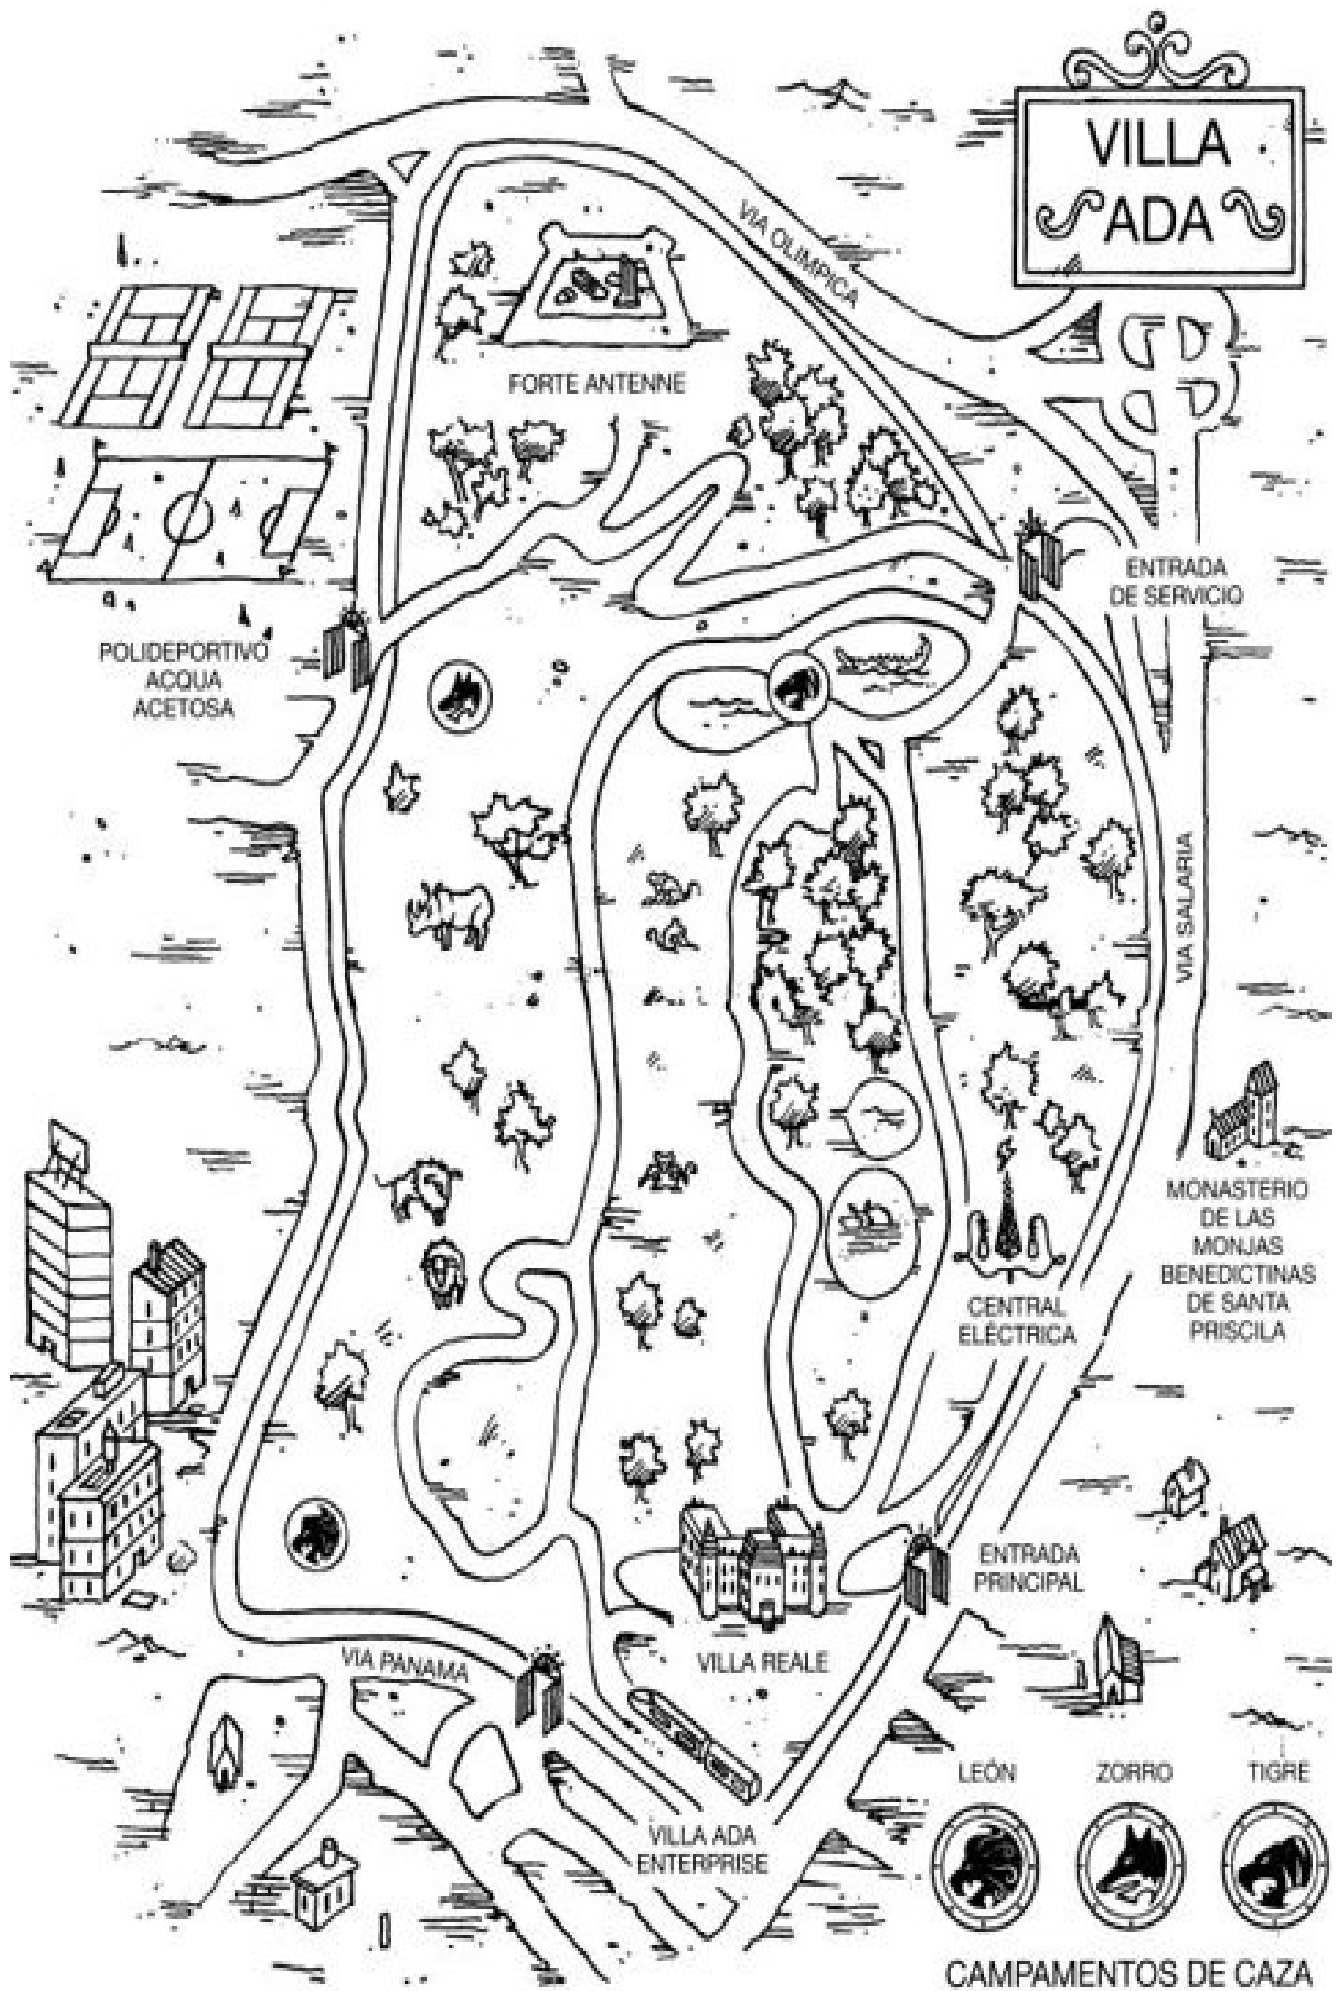 VILLA
ADA
VIA OLIMPICA
FORTE ANTENNE
ENTRADA
DE SERVICIO
POLIDEPORTIVO
ACQUA
ACETOSA
VIA SALARIA
MONASTERIO
DE LAS
MONJAS
BENEDICTINAS
DE SANTA
PRISCILA
CENTRAL
ELÉCTRICA
ENTRADA
PRINCIPAL
VIA PANAMA
VILLA REALE
VILLA ADA
ENTERPRISE
LEÓN
ZORRO
TIGRE
CAMPAMENTOS DE CAZA